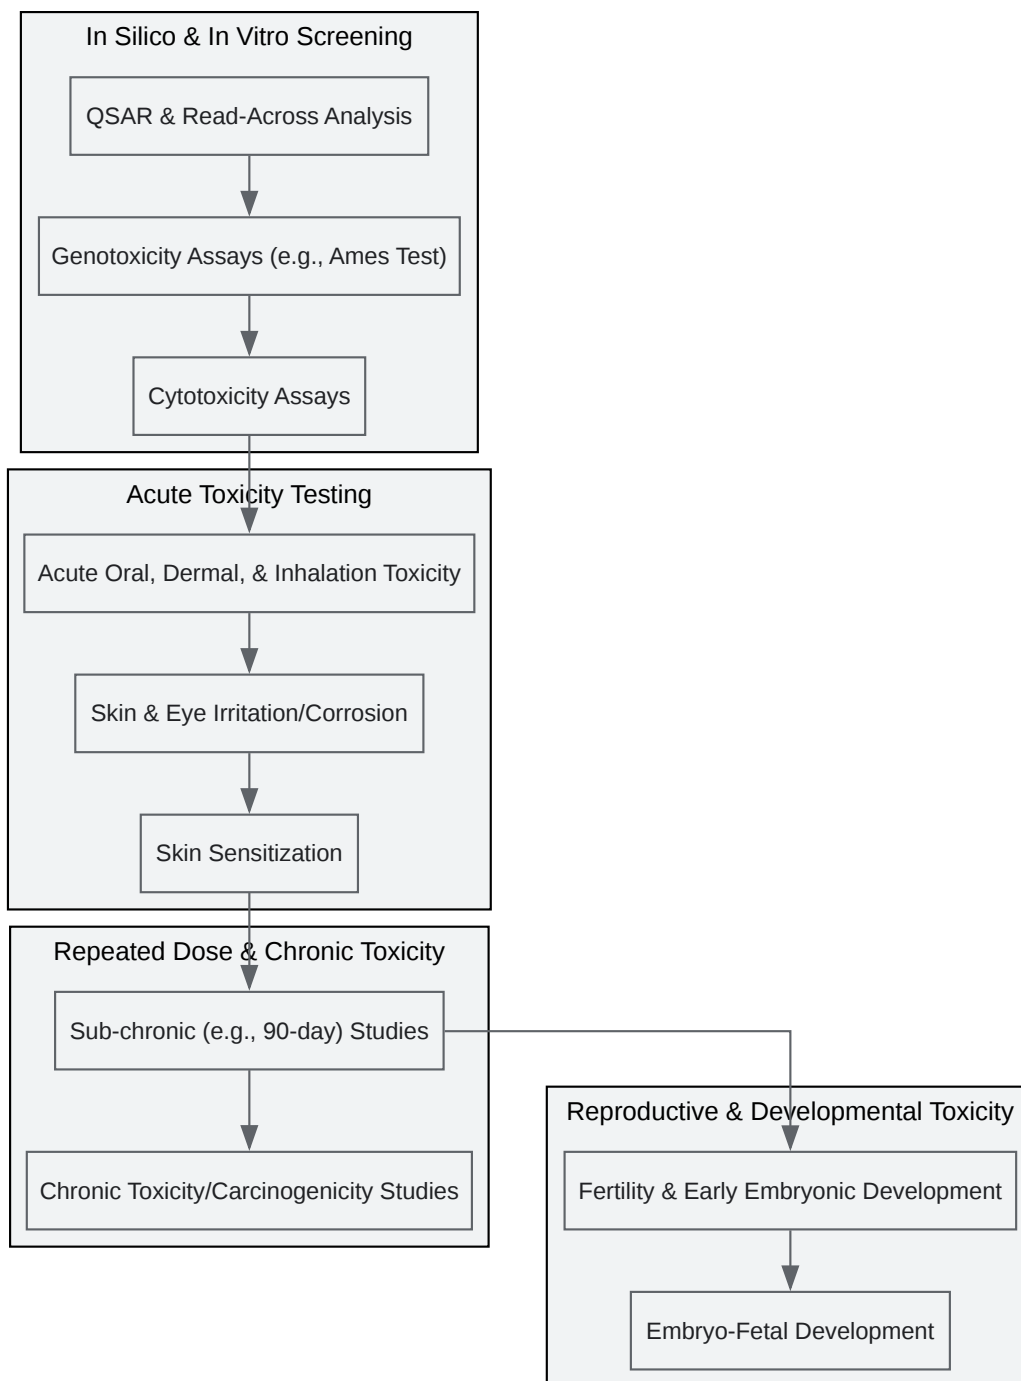 In Silico & In Vitro Screening
QSAR & Read-Across Analysis
Genotoxicity Assays (e.g., Ames Test)
Cytotoxicity Assays
Acute Toxicity Testing
Acute Oral, Dermal, & Inhalation Toxicity
Skin & Eye Irritation/Corrosion
Skin Sensitization
Repeated Dose & Chronic Toxicity
Sub-chronic (e.g., 90-day) Studies
Chronic Toxicity/Carcinogenicity Studies
Reproductive & Developmental Toxicity
Fertility & Early Embryonic Development
Embryo-Fetal Development